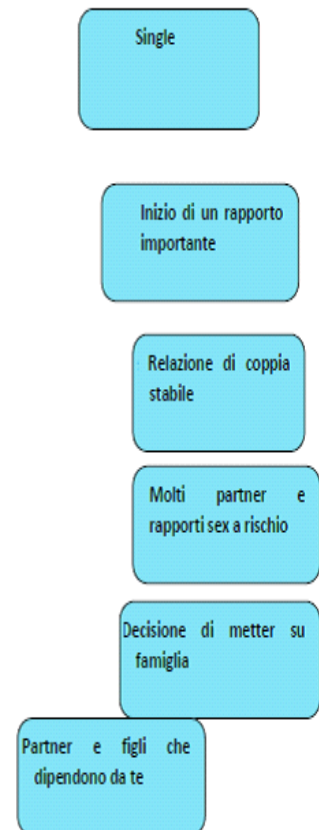 Single
Inizio di un rapporto
importante
Relazione di coppia
stabile
Molti partner e
rapporti sex a rischio
Decisione di metter su
famiglia
Partner e figli che
dipendono da te